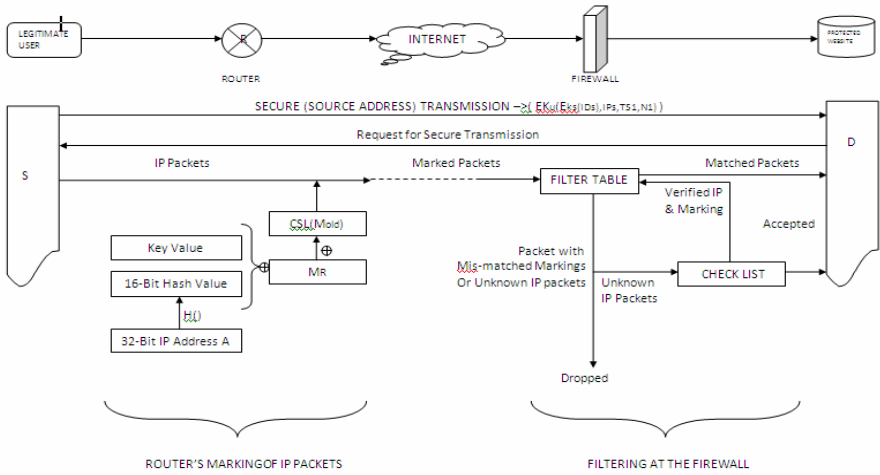 LEGITIMATE
USER
R
INTERNET
PROTECTED
WEBSITE
ROUTER
FIREWALL
SECURE (SOURCE ADDRESS) TRANSMISSION –>( EKu(Eks(IDs),IPs,TS1,N1) )
Request for Secure Transmission
S
D
IP Packets
Marked Packets
Matched Packets
FILTER TABLE
Verified IP
& Marking
Accepted
CSL(Mold)
⊕
Key Value
⊕
MR
16-Bit Hash Value
H()
32-Bit IP Address A
Packet with
Mis-matched Markings
Or Unknown IP packets
Unknown
IP Packets
CHECK LIST
Dropped
ROUTER'S MARKINGOF IP PACKETS
FILTERING AT THE FIREWALL